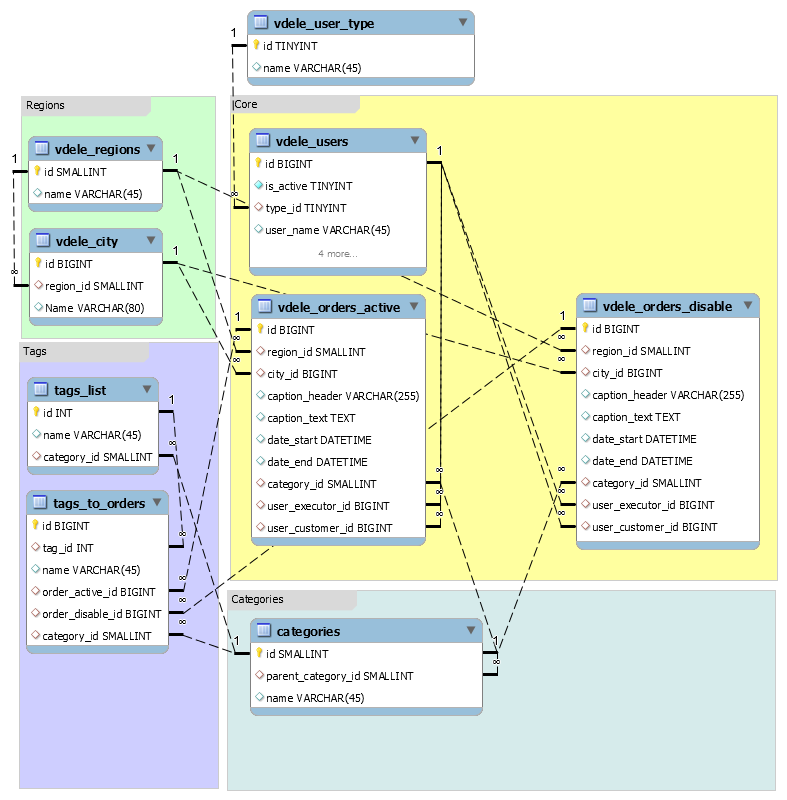 vdele_user_type
id TINYINT
name VARCHAR(45)
1
Regions
vdele_regions
id SMALLINT
name VARCHAR(45)
1
1
vdele_city
id BIGINT
region_id SMALLINT
Name VARCHAR(80)
∞
1
Core
vdele_users
id BIGINT
is_active TINYINT
type_id TINYINT
user_name VARCHAR(45)
4 more...
1
∞
vdele_orders_active
id BIGINT
region_id SMALLINT
city_id BIGINT
caption_header VARCHAR(255)
caption_text TEXT
date_start DATETIME
date_end DATETIME
category_id SMALLINT
user_executor_id BIGINT
user_customer_id BIGINT
1
∞
∞
∞
∞
∞
vdele_orders_disable
id BIGINT
region_id SMALLINT
city_id BIGINT
caption_header VARCHAR(255)
caption_text TEXT
date_start DATETIME
date_end DATETIME
category_id SMALLINT
user_executor_id BIGINT
user_customer_id BIGINT
1
∞
∞
∞
∞
∞
Tags
tags_list
id INT
name VARCHAR(45)
category_id SMALLINT
1
∞
tags_to_orders
id BIGINT
tag_id INT
name VARCHAR(45)
order_active_id BIGINT
order_disable_id BIGINT
category_id SMALLINT
∞
∞
∞
∞
Categories
categories
id SMALLINT
parent_category_id SMALLINT
name VARCHAR(45)
1
1
∞